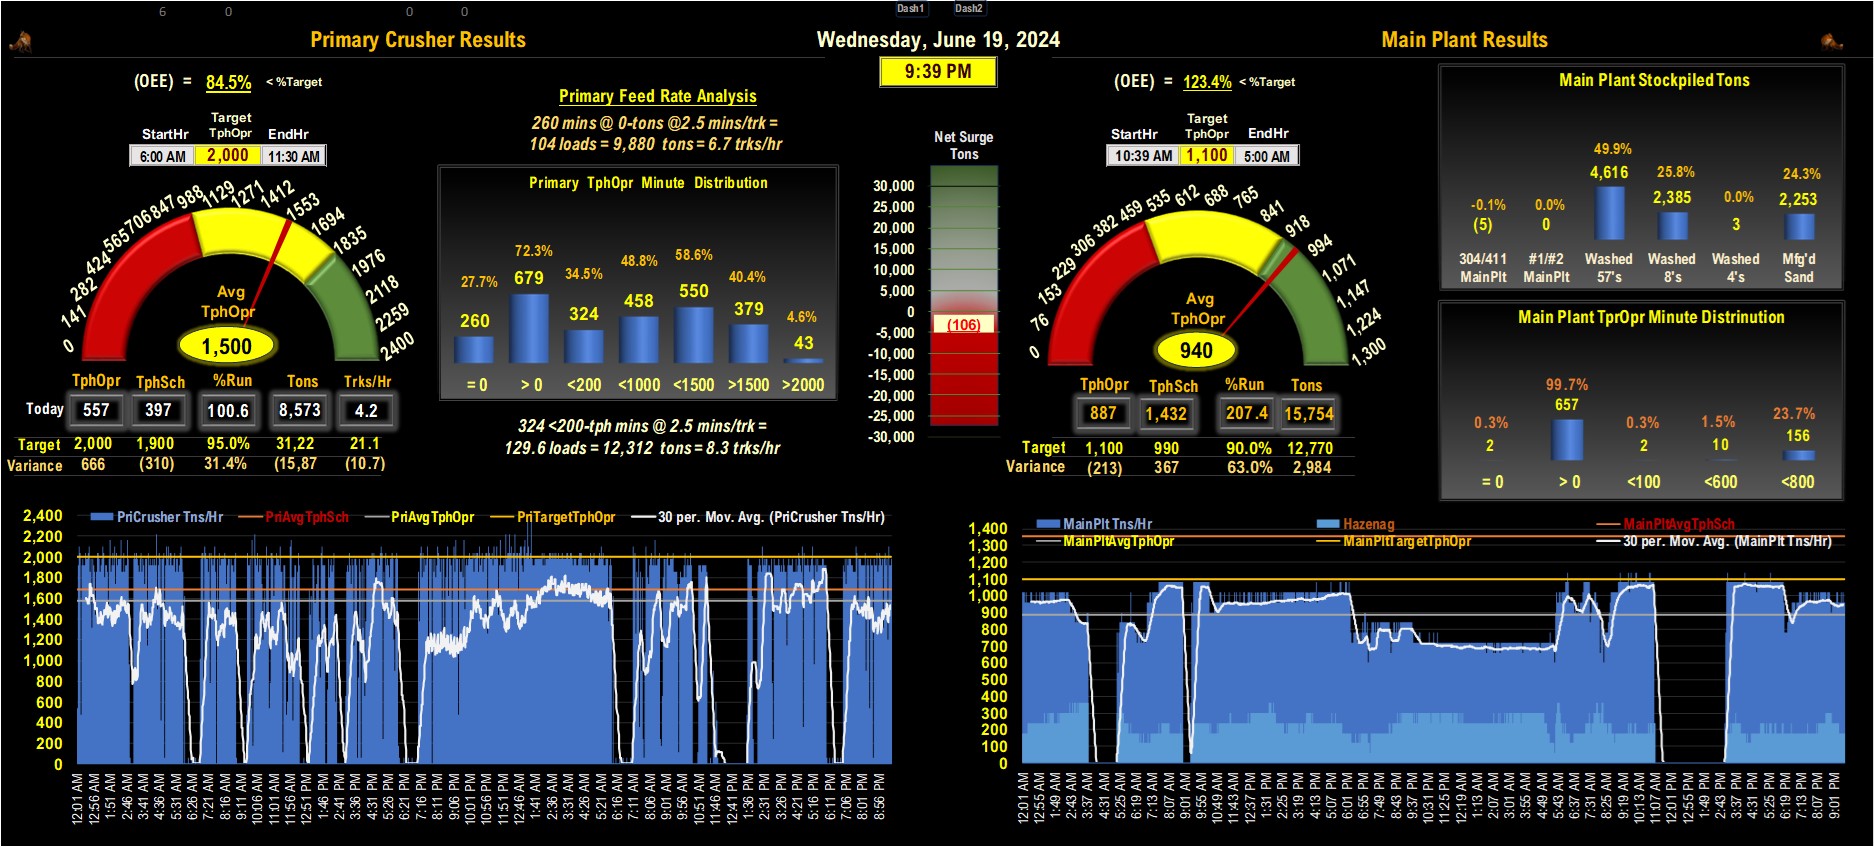 6 0 0 0 Dash1 Dash2
Primary Crusher Results
Wednesday, June 19, 2024
Main Plant Results
9:39 PM
(OEE) = 84.5% < %Target
Target
StartHr TphOpr EndHr
6:00 AM 2,000 11:30 AM
0 141 282 424 565 706 847 988 1129 1271 1412 1553 1694 1835 1976 2118 2259 2400
Avg
TphOpr
1,500
TphOpr TphSch %Run Tons Trks/Hr
Today 557 397 100.6 8,573 4.2
Target 2,000 1,900 95.0% 31,22 21.1
Variance 666 (310) 31.4% (15,87 (10.7)
Primary Feed Rate Analysis
260 mins @ 0-tons @2.5 mins/trk =
104 loads = 9,880 tons = 6.7 trks/hr
Primary TphOpr Minute Distribution
27.7% 72.3% 34.5% 48.8% 58.6% 40.4% 4.6%
260 679 324 458 550 379 43
= 0 > 0 <200 <1000 <1500 >1500 >2000
324 <200-tph mins @ 2.5 mins/trk =
129.6 loads = 12,312 tons = 8.3 trks/hr
Net Surge
Tons
30,000
25,000
20,000
15,000
10,000
5,000
0
(106)
-5,000
-10,000
-15,000
-20,000
-25,000
-30,000
(OEE) = 123.4% < %Target
Target
StartHr TphOpr EndHr
10:39 AM 1,100 5:00 AM
0 76 153 229 306 382 459 535 612 688 765 841 918 994 1,071 1,147 1,224 1,300
Avg
TphOpr
940
TphOpr TphSch %Run Tons
887 1,432 207.4 15,754
Target 1,100 990 90.0% 12,770
Variance (213) 367 63.0% 2,984
Main Plant Stockpiled Tons
-0.1% 0.0% 49.9% 25.8% 0.0% 24.3%
(5) 0 4,616 2,385 3 2,253
304/411 #1/#2 Washed Washed Washed Mfg'd
MainPlt MainPlt 57's 8's 4's Sand
Main Plant TprOpr Minute Distrinution
0.3% 99.7% 0.3% 1.5% 23.7%
2 657 2 10 156
= 0 > 0 <100 <600 <800
PriCrusher Tns/Hr PriAvgTphSch PriAvgTphOpr PriTargetTphOpr 30 per. Mov. Avg. (PriCrusher Tns/Hr)
2,400
2,200
2,000
1,800
1,600
1,400
1,200
1,000
800
600
400
200
0
12:01 AM 12:56 AM 1:51 AM 2:46 AM 3:41 AM 4:36 AM 5:31 AM 6:26 AM 7:21 AM 8:16 AM 9:11 AM 10:06 AM 11:01 AM 11:56 AM 12:51 PM 1:46 PM 2:41 PM 3:36 PM 4:31 PM 5:26 PM 6:21 PM 7:16 PM 8:11 PM 9:06 PM 10:01 PM 10:56 PM 11:51 PM 12:46 AM 1:41 AM 2:36 AM 3:31 AM 4:26 AM 5:21 AM 6:16 AM 7:11 AM 8:06 AM 9:01 AM 9:56 AM 10:51 AM 11:46 AM 12:41 PM 1:36 PM 2:31 PM 3:26 PM 4:21 PM 5:16 PM 6:11 PM 7:06 PM 8:01 PM 8:56 PM
MainPlt Tns/Hr Hazenag MainPltAvgTphSch
MainPltAvgTphOpr MainPltTargetTphOpr 30 per. Mov. Avg. (MainPlt Tns/Hr)
1,400
1,300
1,200
1,100
1,000
900
800
700
600
500
400
300
200
100
0
12:01 AM 12:55 AM 1:49 AM 2:43 AM 3:37 AM 4:31 AM 5:25 AM 6:19 AM 7:13 AM 8:07 AM 9:01 AM 9:55 AM 10:49 AM 11:43 AM 12:37 PM 1:31 PM 2:25 PM 3:19 PM 4:13 PM 5:07 PM 6:01 PM 6:55 PM 7:49 PM 8:43 PM 9:37 PM 10:31 PM 11:25 PM 12:19 AM 1:13 AM 2:07 AM 3:01 AM 3:55 AM 4:49 AM 5:43 AM 6:37 AM 7:31 AM 8:25 AM 9:19 AM 10:13 AM 11:07 AM 12:01 PM 12:55 PM 1:49 PM 2:43 PM 3:37 PM 4:31 PM 5:25 PM 6:19 PM 7:13 PM 8:07 PM 9:01 PM